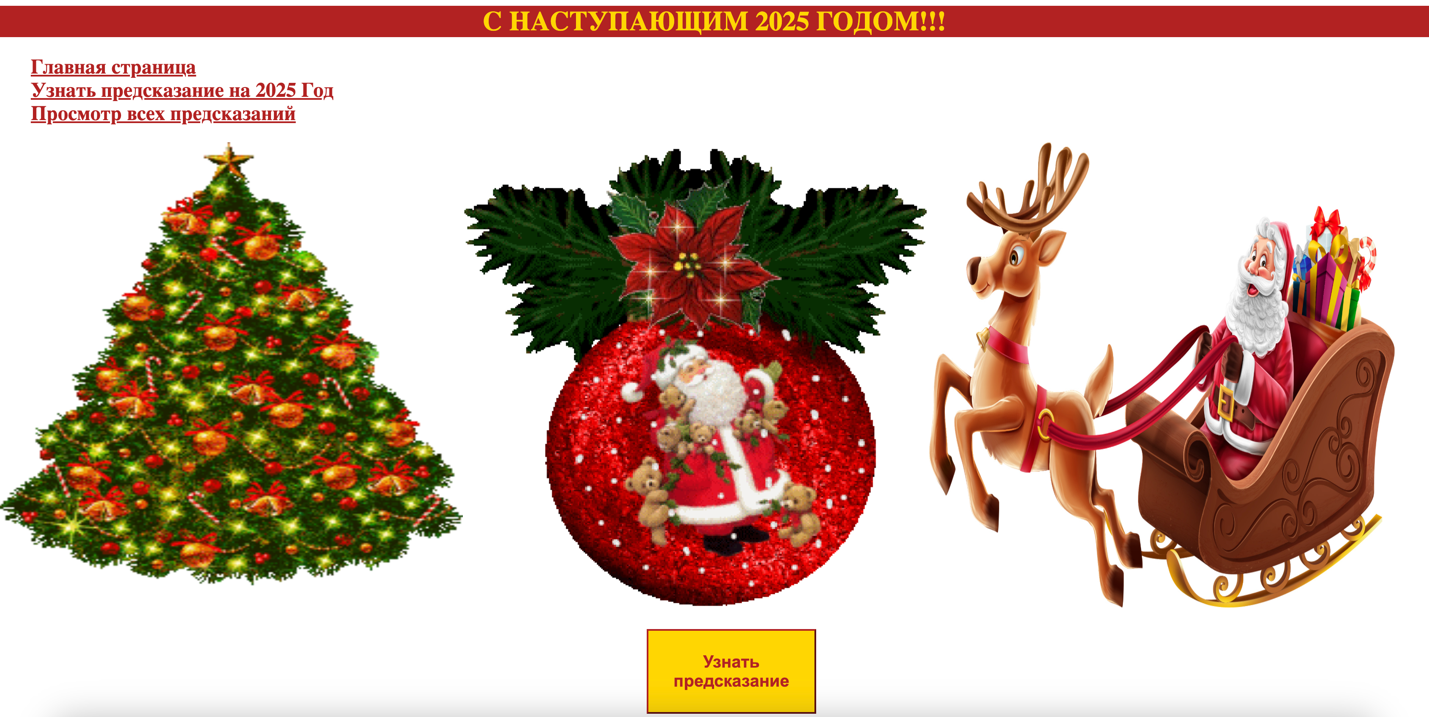 С НАСТУПАЮЩИМ 2025 ГОДОМ!!!
Главная страница
Узнать предсказание на 2025 Год
Просмотр всех предсказаний
Узнать
предсказание